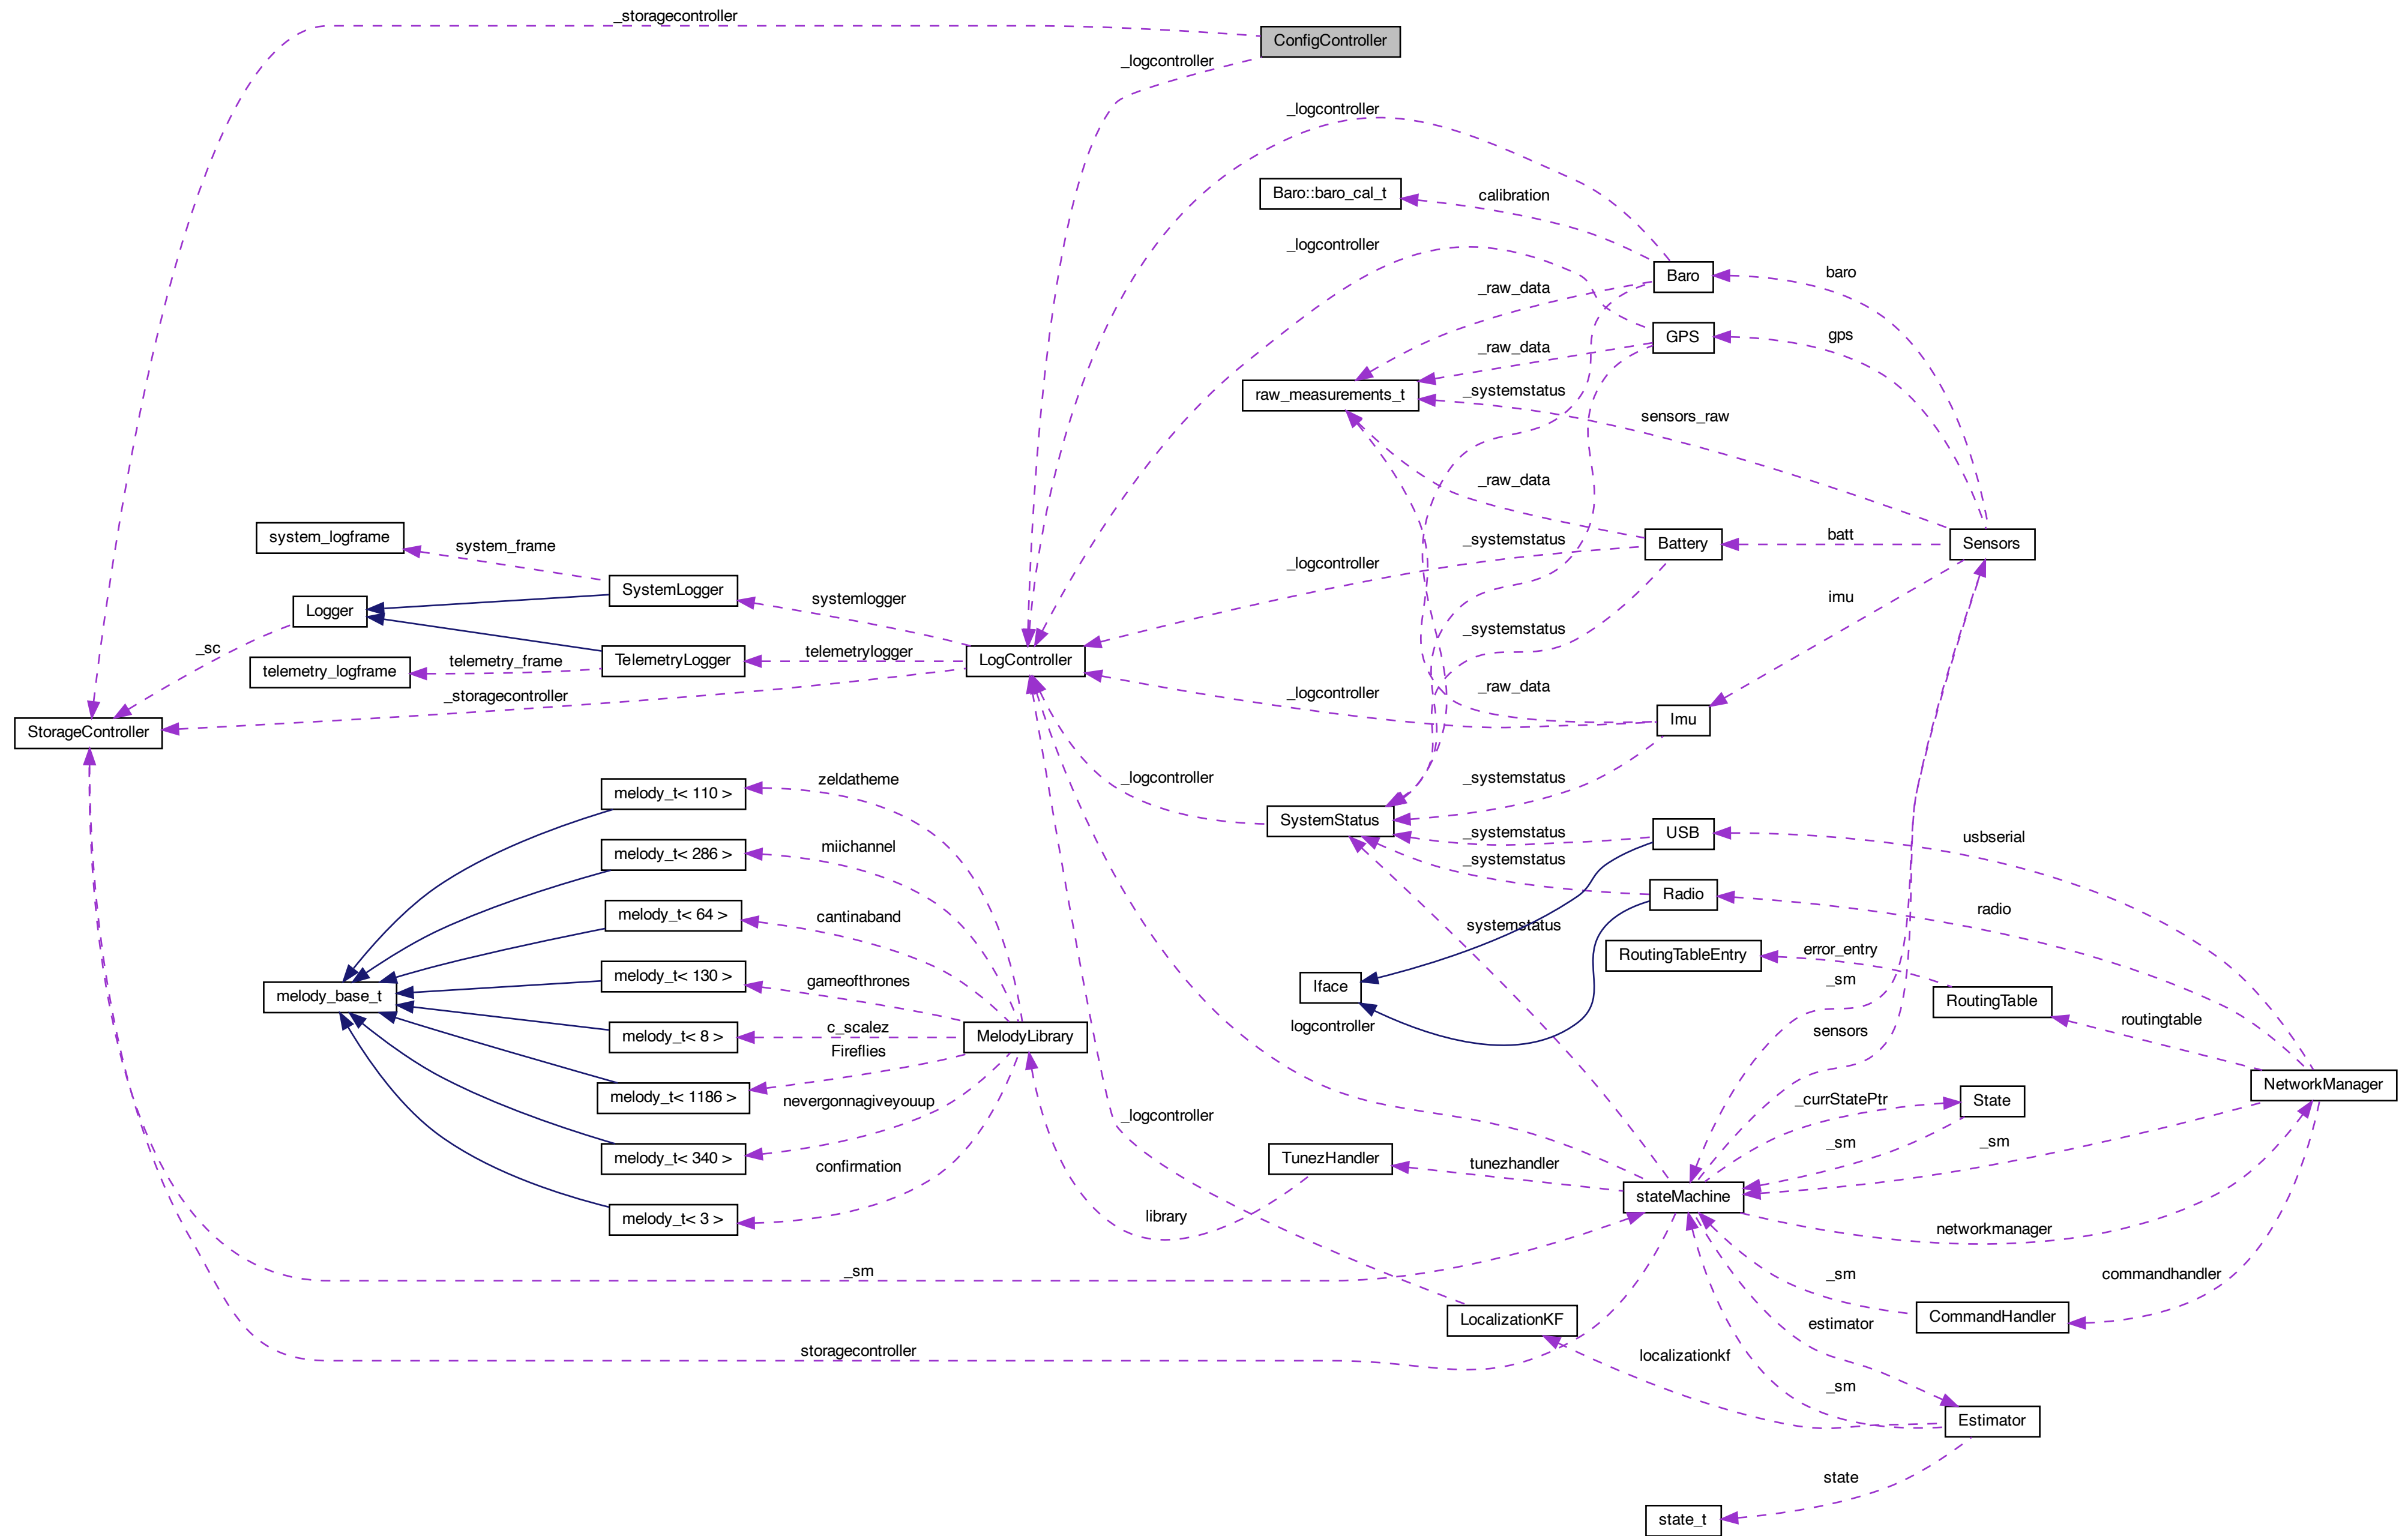 _storagecontroller
ConfigController
_logcontroller
_logcontroller
Baro::baro_cal_t
calibration
_logcontroller
Baro
baro
_raw_data
GPS
gps
_raw_data
raw_measurements_t
_systemstatus
sensors_raw
_raw_data
system_logframe
system_frame
_systemstatus
Battery
batt
Sensors
_logcontroller
SystemLogger
systemlogger
imu
Logger
_systemstatus
_sc
telemetry_logframe
telemetry_frame
TelemetryLogger
telemetrylogger
LogController
_storagecontroller
_logcontroller
_raw_data
Imu
StorageController
melody_t< 110 >
zeldatheme
_logcontroller
_systemstatus
SystemStatus
_systemstatus
USB
usbserial
melody_t< 286 >
miichannel
_systemstatus
Radio
radio
melody_t< 64 >
cantinaband
systemstatus
RoutingTableEntry
error_entry
melody_t< 130 >
gameofthrones
_sm
Iface
melody_base_t
RoutingTable
routingtable
logcontroller
sensors
melody_t< 8 >
c_scalez
MelodyLibrary
Fireflies
NetworkManager
melody_t< 1186 >
nevergonnagiveyouup
_currStatePtr
State
_logcontroller
_sm
_sm
melody_t< 340 >
confirmation
TunezHandler
tunezhandler
stateMachine
melody_t< 3 >
library
networkmanager
_sm
_sm
commandhandler
LocalizationKF
CommandHandler
estimator
storagecontroller
localizationkf
_sm
Estimator
state
state_t